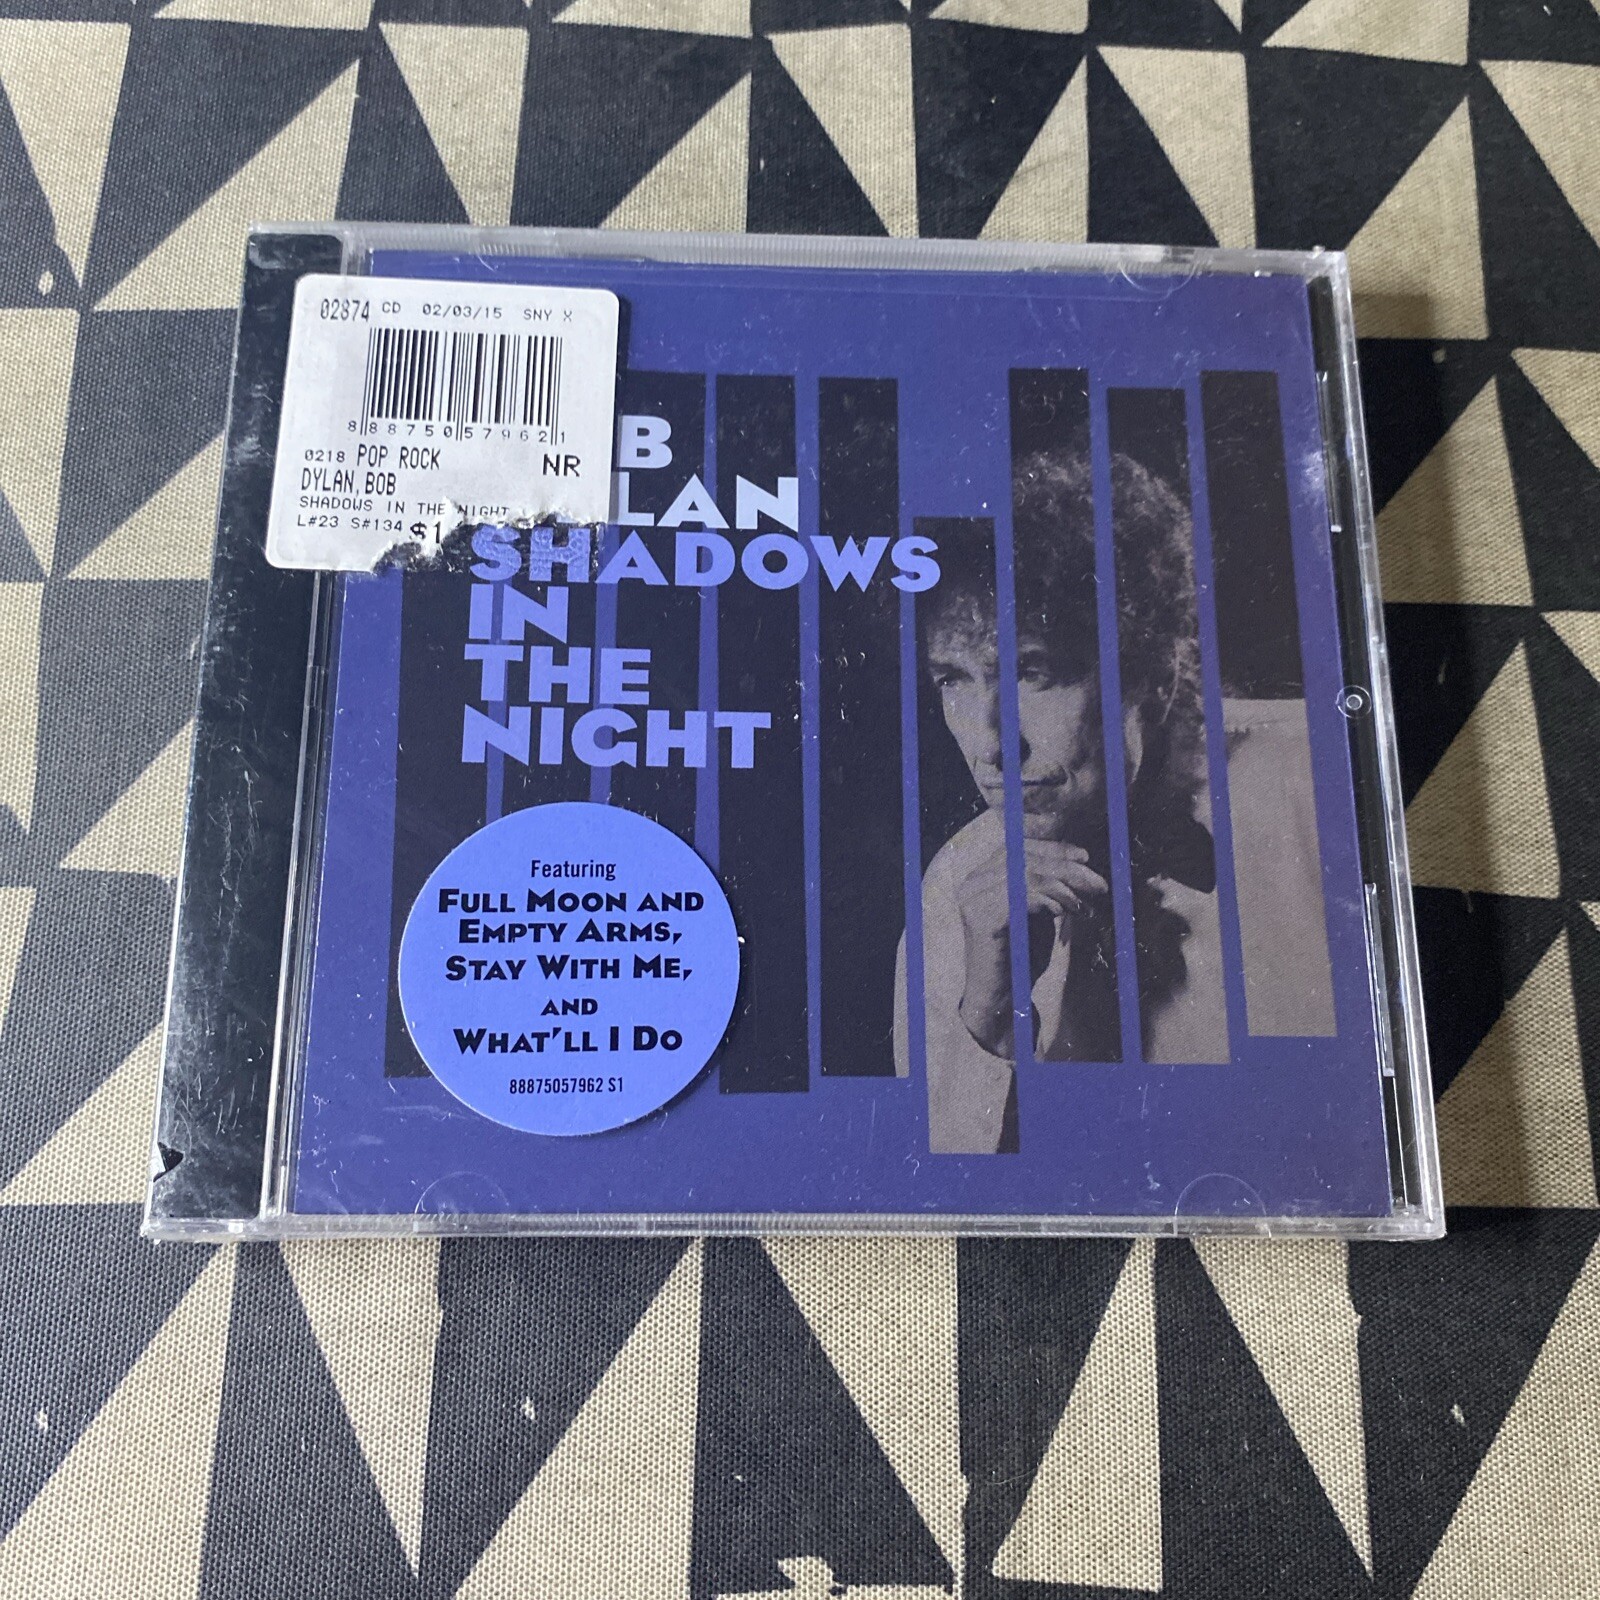 02874 CD 02/03/15 SNY X
8 88750 57962 1
0218 POP ROCK NR
DYLAN, BOB
SHADOWS IN THE NIGHT
L#23 S#134 $1
B
LAN
SHADOWS
IN
THE
NIGHT
Featuring
FULL MOON AND
EMPTY ARMS,
STAY WITH ME,
AND
WHAT'LL I DO
88875057962 S1